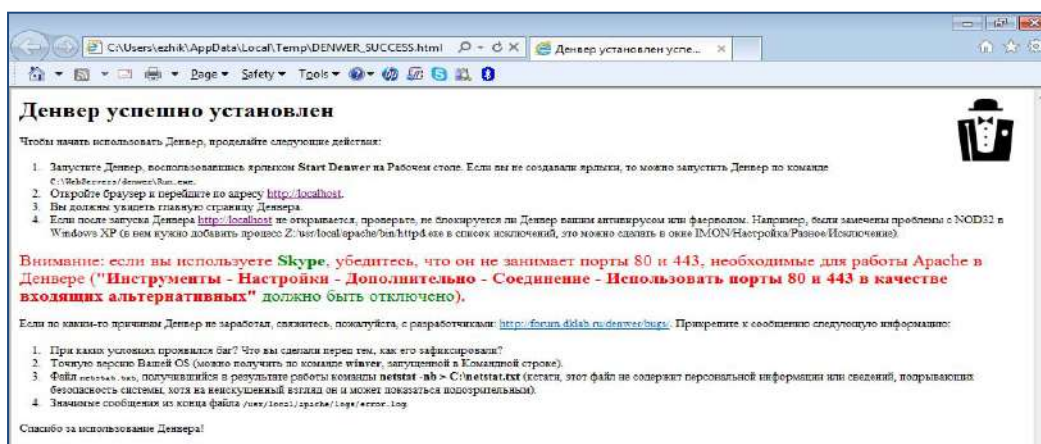 C:\Users\ezhik\AppData\Local\Temp\DENWER_SUCCESS.html
Денвер установлен успе...
Page Safety Tools
Денвер успешно установлен
Чтобы начать использовать Денвер, проделайте следующие действия:
1. Запустите Денвер, воспользовавшись ярлыком Start Denwer на Рабочем столе. Если вы не создавали ярлыки, то можно запустить Денвер по команде
C:\WebServers/denwer\Run.exe.
2. Откройте браузер и перейдите по адресу http://localhost.
3. Вы должны увидеть главную страницу Денвера.
4. Если после запуска Денвера http://localhost не открывается, проверьте, не блокируется ли Денвер вашим антивирусом или фаерволом. Например, были замечены проблемы с NOD32 в
Windows XP (в нем нужно добавить процесс Z:/usr/local/apache/bin/httpd.exe в список исключений, это можно сделать в окне IMON/Настройка/Разное/Исключение).
Внимание: если вы используете Skype, убедитесь, что он не занимает порты 80 и 443, необходимые для работы Apache в
Денвере ("Инструменты - Настройки - Дополнительно - Соединение - Использовать порты 80 и 443 в качестве
входящих альтернативных" должно быть отключено).
Если по каким-то причинам Денвер не заработал, свяжитесь, пожалуйста, с разработчиками: http://forum.dklab.ru/denwer/bugs/. Прикрепите к сообщению следующую информацию:
1. При каких условиях проявился баг? Что вы сделали перед тем, как его зафиксировали?
2. Точную версию Вашей ОS (можно получить по команде winver, запущенной в Командной строке).
3. Файл netstat.txt, получившийся в результате работы команды netstat -nb > C:\netstat.txt (кстати, этот файл не содержит персональной информации или сведений, подрывающих
безопасность системы, хотя на неискушенный взгляд он и может показаться подозрительным).
4. Значимые сообщения из конца файла /usr/local/apache/logs/error.log.
Спасибо за использование Денвера!